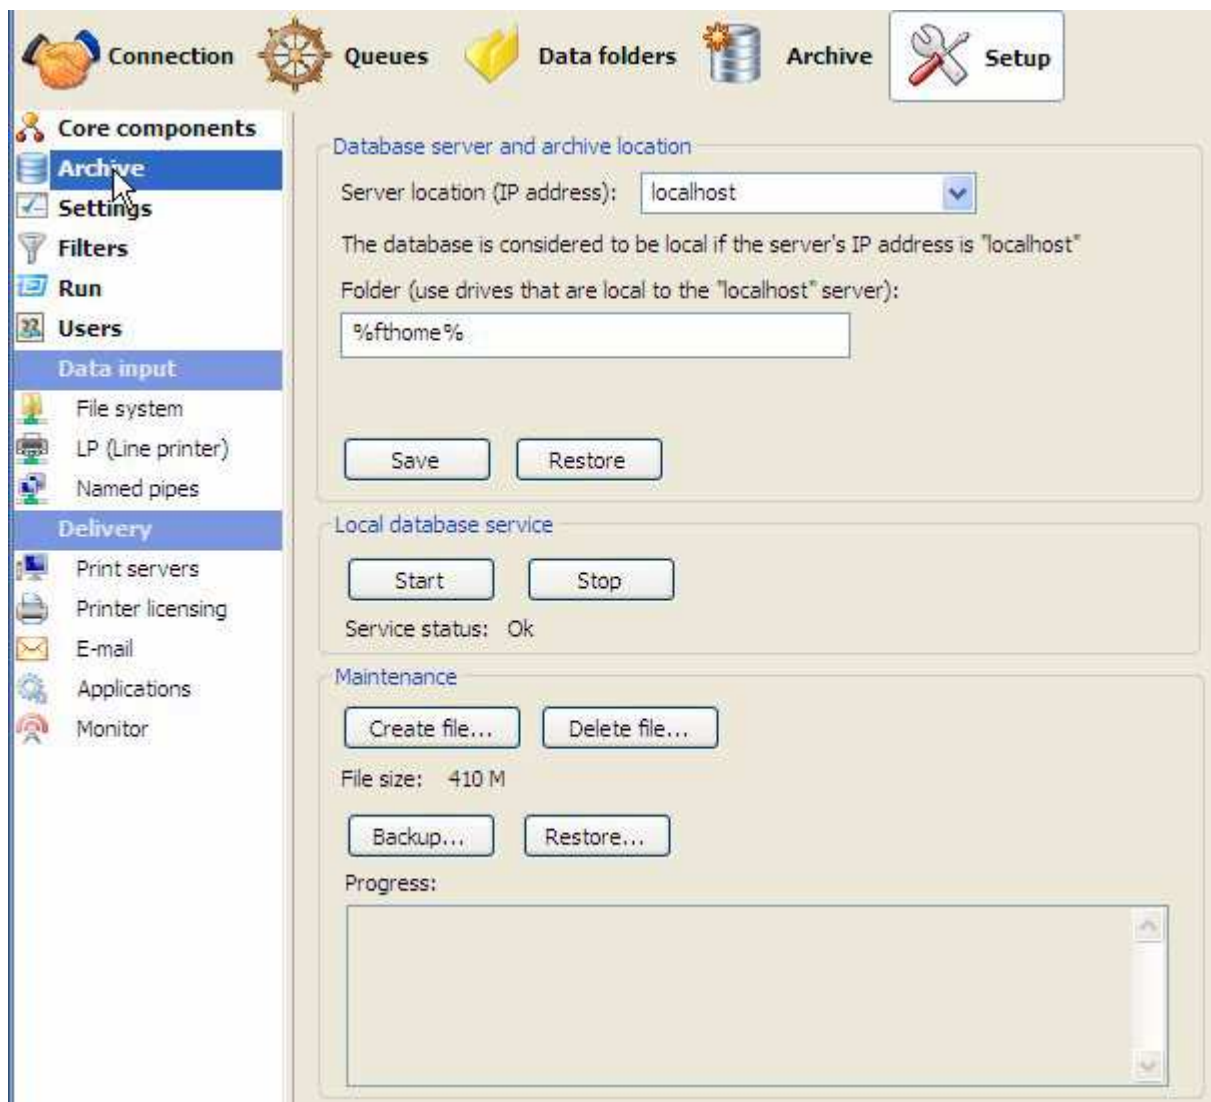 Connection Queues Data folders Archive Setup
Core components
Archive
Settings
Filters
Run
Users
Data input
File system
LP (Line printer)
Named pipes
Delivery
Print servers
Printer licensing
E-mail
Applications
Monitor
Database server and archive location
Server location (IP address): localhost
The database is considered to be local if the server's IP address is "localhost"
Folder (use drives that are local to the "localhost" server):
%fthome%
Save Restore
Local database service
Start Stop
Service status: Ok
Maintenance
Create file... Delete file...
File size: 410 M
Backup... Restore...
Progress: